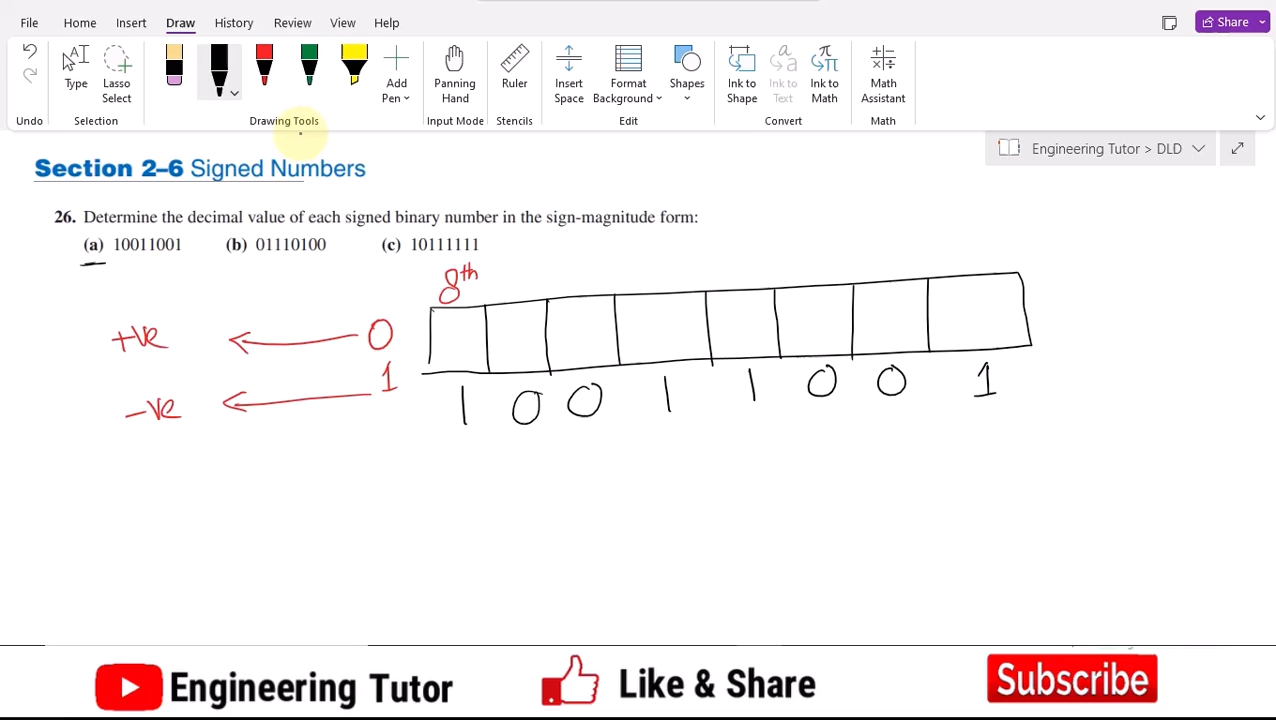 File Home Insert Draw History Review View Help Share
Undo Type Lasso Select Add Pen Panning Hand Ruler Insert Space Format Background Shapes Ink to Shape Ink to Text Ink to Math Math Assistant
Undo Selection Drawing Tools Input Mode Stencils Edit Convert Math
Engineering Tutor > DLD
Section 2–6 Signed Numbers
26. Determine the decimal value of each signed binary number in the sign-magnitude form:
(a) 10011001 (b) 01110100 (c) 10111111
8th
+ve 0
-ve 1
1 0 0 1 1 0 0 1
Engineering Tutor Like & Share Subscribe